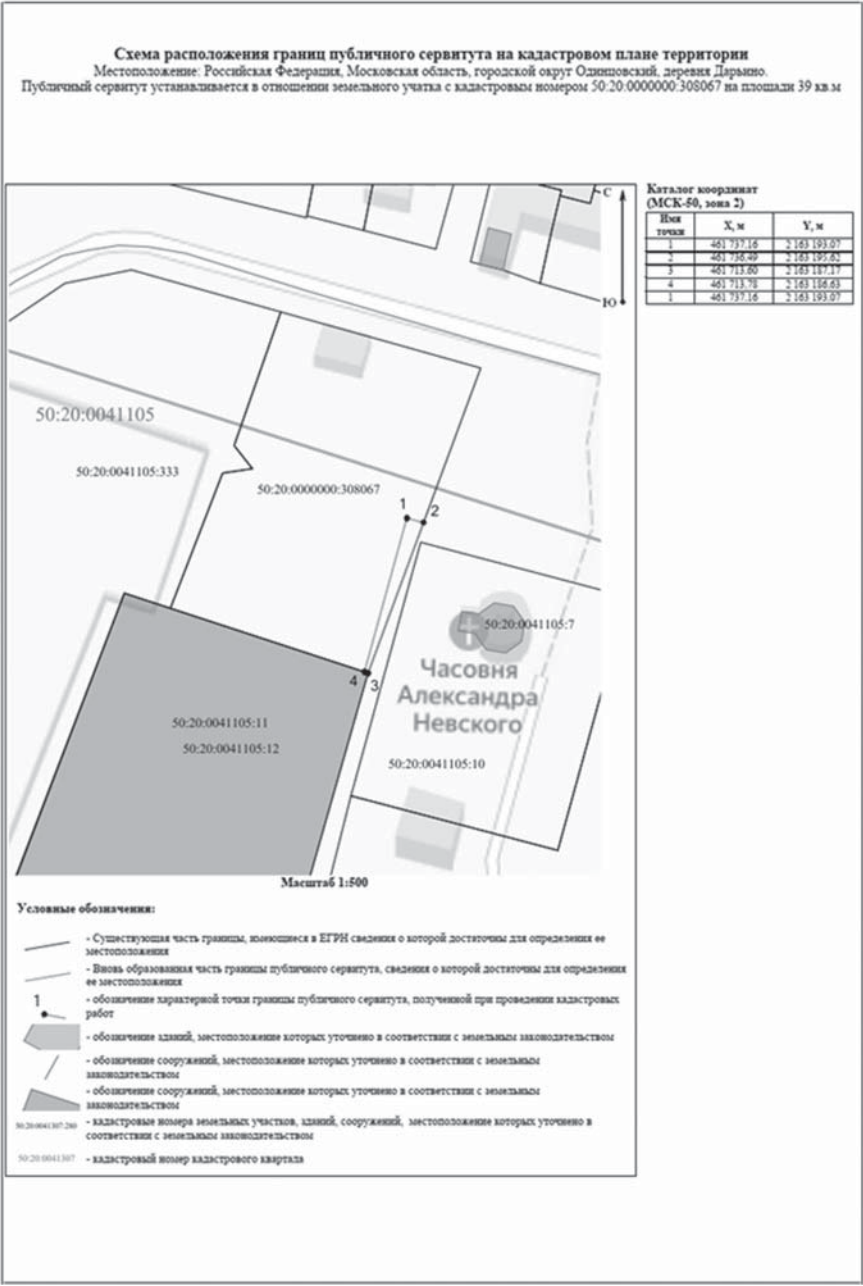 Схема расположения границ публичного сервитута на кадастровом плане территории
Местоположение: Российская Федерация, Московская область, городской округ Одинцовский, деревня Дарьино.
Публичный сервитут устанавливается в отношении земельного учатка с кадастровым номером 50:20:0000000:308067 на площади 39 кв.м
С
Ю
Каталог координат
(МСК-50, зона 2)
Имя точки X, м Y, м
1 461 737,16 2 163 193,07
2 461 736,49 2 163 195,62
3 461 713,60 2 163 187,17
4 461 713,78 2 163 186,63
1 461 737,16 2 163 193,07
50:20:0041105
50:20:0041105:333
50:20:0000000:308067
1
2
50:20:0041105:7
Часовня
Александра
Невского
4
3
50:20:0041105:11
50:20:0041105:12
50:20:0041105:10
Масштаб 1:500
Условные обозначения:
- Существующая часть границы, имеющиеся в ЕГРН сведения о которой достаточны для определения ее
местоположения
- Вновь образованная часть границы публичного сервитута, сведения о которой достаточны для определения
ее местоположения
1
- обозначение характерной точки границы публичного сервитута, полученной при проведении кадастровых
работ
- обозначение зданий, местоположение которых уточнено в соответствии с земельным законодательством
- обозначение сооружений, местоположение которых уточнено в соответствии с земельным
законодательством
- обозначение сооружений, местоположение которых уточнено в соответствии с земельным
законодательством
50:20:0041307:280 - кадастровые номера земельных участков, зданий, сооружений, местоположение которых уточнено в
соответствии с земельным законодательством
50:20:0041307 - кадастровый номер кадастрового квартала